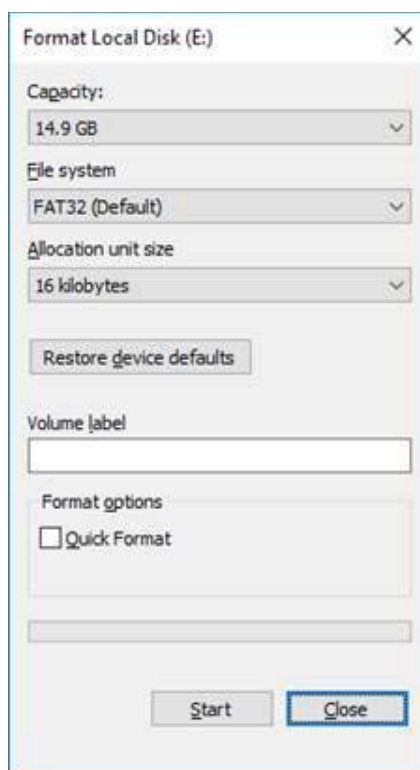 Format Local Disk (E:)
Capacity:
14.9 GB
File system
FAT32 (Default)
Allocation unit size
16 kilobytes
Restore device defaults
Volume label
Format options
Quick Format
Start
Close